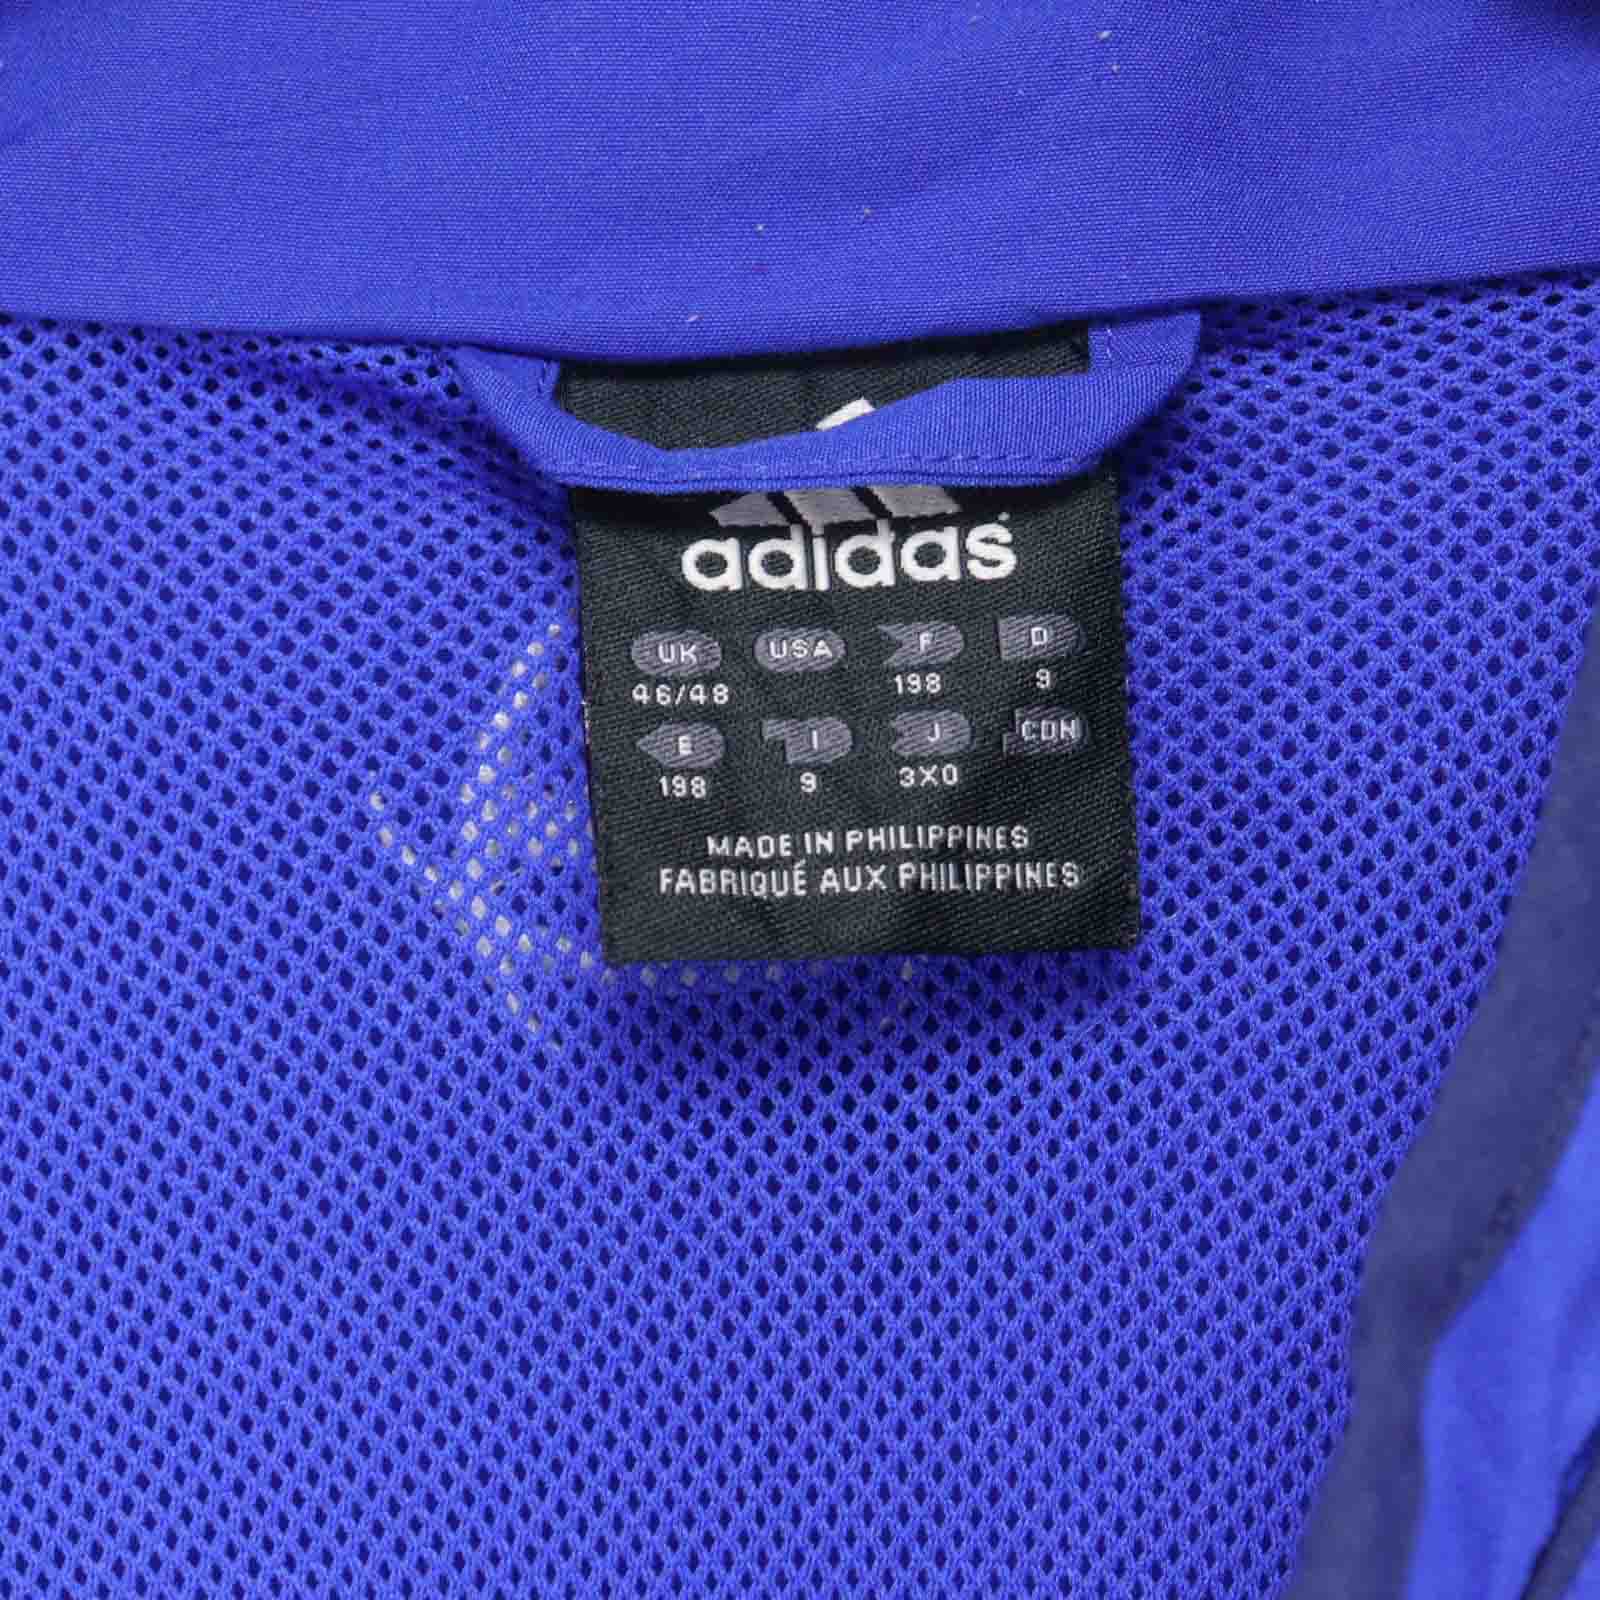 adidas
UK USA F D
46/48 198 9
E I J CDN
198 9 3XO
MADE IN PHILIPPINES
FABRIQUÉ AUX PHILIPPINES